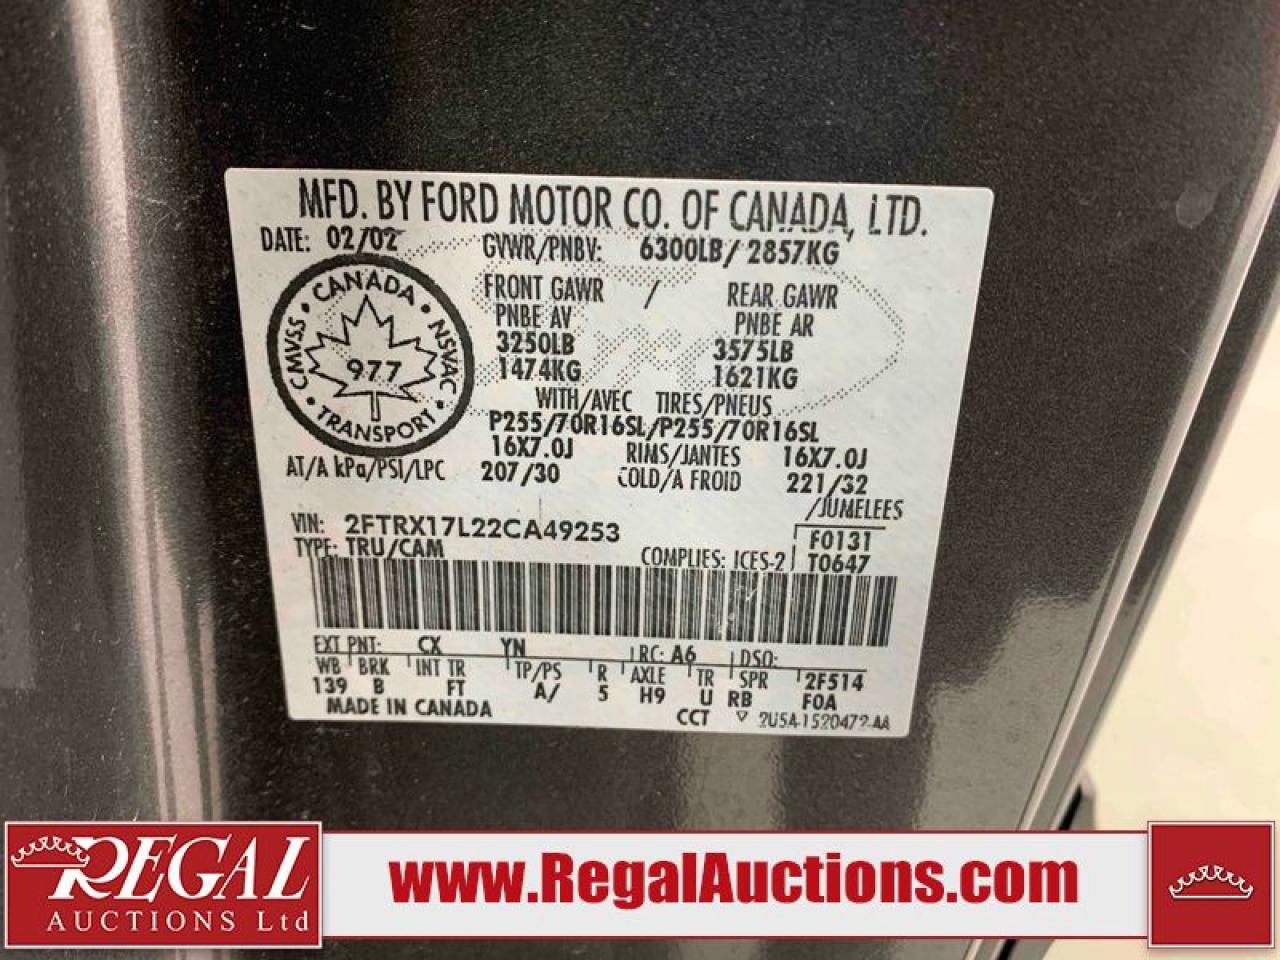 MFD. BY FORD MOTOR CO. OF CANADA, LTD.
DATE: 02/02 GVWR/PNBV: 6300LB/ 2857KG
FRONT GAWR / REAR GAWR
PNBE AV PNBE AR
3250LB 3575LB
1474KG 1621KG
CANADA
CMVSS NSVAC
977
TRANSPORT
WITH/AVEC TIRES/PNEUS
P255/70R16SL/P255/70R16SL
16X7.0J RIMS/JANTES 16X7.0J
AT/A kPa/PSI/LPC 207/30 COLD/A FROID 221/32
/JUMELEES
VIN: 2FTRX17L22CA49253 F0131
TYPE: TRU/CAM COMPLIES: ICES-2 T0647
EXT PNT: CX YN RC: A6 DSO:
WB BRK INT TR TP/PS R AXLE TR SPR 2F514
139 B FT A/ 5 H9 U RB F0A
MADE IN CANADA CCT ▽ 2U5A-1520472-AA
REGAL
AUCTIONS Ltd
www.RegalAuctions.com